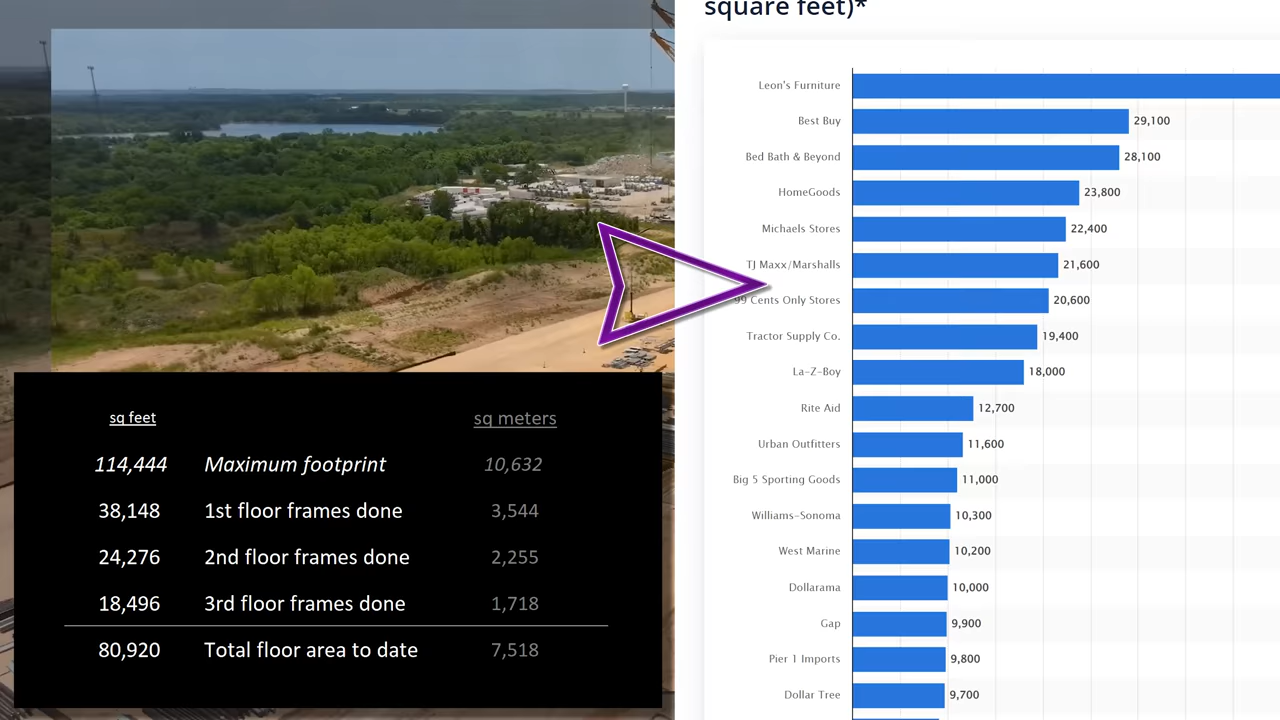 square feet)*
Leon's Furniture
Best Buy 29,100
Bed Bath & Beyond 28,100
HomeGoods 23,800
Michaels Stores 22,400
TJ Maxx/Marshalls 21,600
99 Cents Only Stores 20,600
Tractor Supply Co. 19,400
La-Z-Boy 18,000
Rite Aid 12,700
Urban Outfitters 11,600
Big 5 Sporting Goods 11,000
Williams-Sonoma 10,300
West Marine 10,200
Dollarama 10,000
Gap 9,900
Pier 1 Imports 9,800
Dollar Tree 9,700
sq feet sq meters
114,444 Maximum footprint 10,632
38,148 1st floor frames done 3,544
24,276 2nd floor frames done 2,255
18,496 3rd floor frames done 1,718
80,920 Total floor area to date 7,518